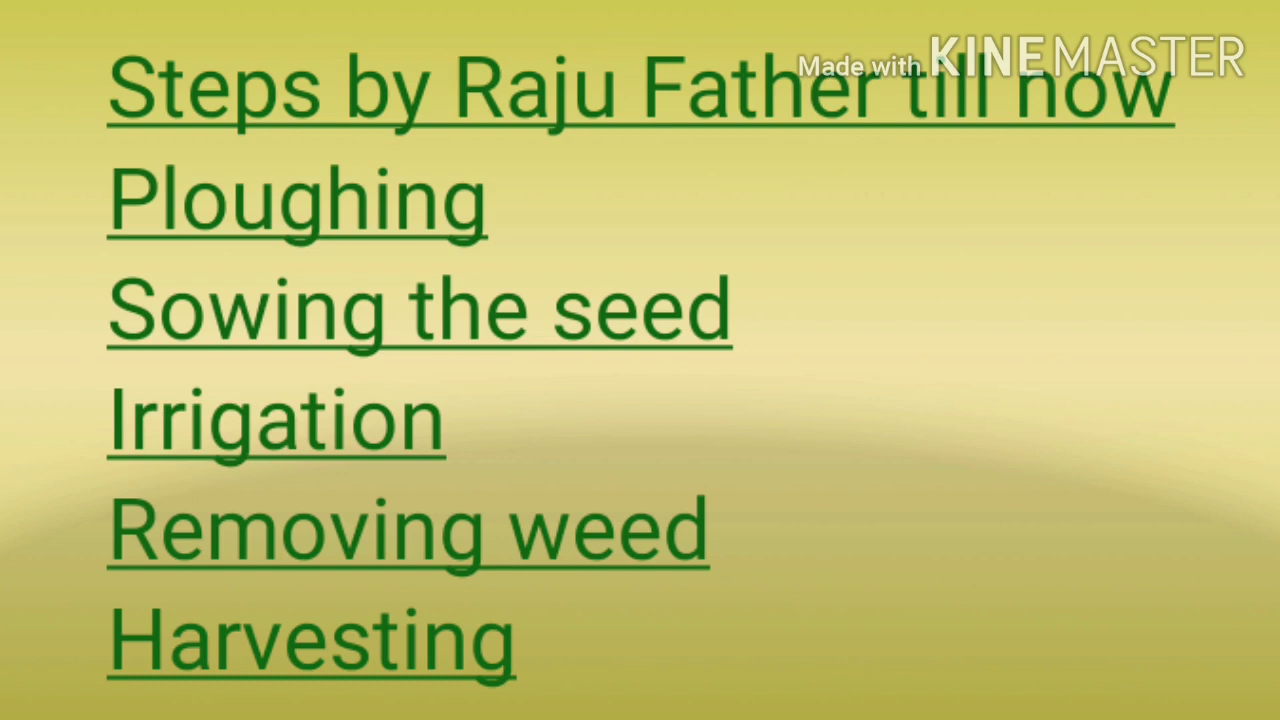 Made with KINEMASTER
Steps by Raju Father till now
Ploughing
Sowing the seed
Irrigation
Removing weed
Harvesting